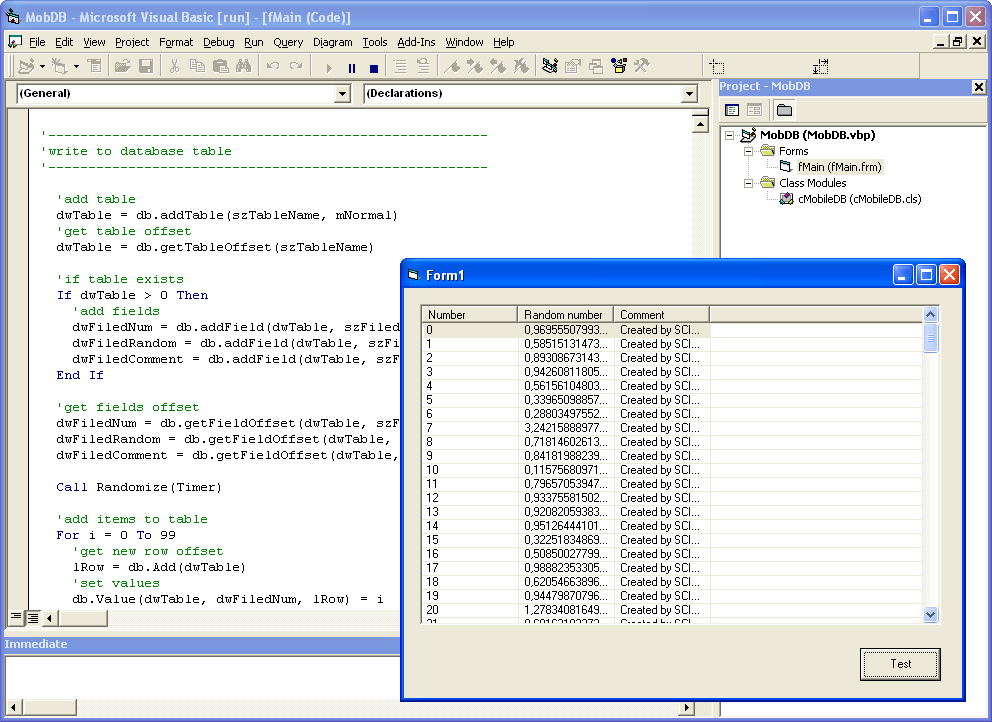 MobDB - Microsoft Visual Basic [run] - [fMain (Code)]
File Edit View Project Format Debug Run Query Diagram Tools Add-Ins Window Help
(General) (Declarations)
'---------------------------------------------------------
'write to database table
'---------------------------------------------------------
'add table
dwTable = db.addTable(szTableName, mNormal)
'get table offset
dwTable = db.getTableOffset(szTableName)
'if table exists
If dwTable > 0 Then
'add fields
dwFiledNum = db.addField(dwTable, szFiled
dwFiledRandom = db.addField(dwTable, szFi
dwFiledComment = db.addField(dwTable, szF
End If
'get fields offset
dwFiledNum = db.getFieldOffset(dwTable, szF
dwFiledRandom = db.getFieldOffset(dwTable,
dwFiledComment = db.getFieldOffset(dwTable,
Call Randomize(Timer)
'add items to table
For i = 0 To 99
'get new row offset
lRow = db.Add(dwTable)
'set values
db.Value(dwTable, dwFiledNum, lRow) = i
Immediate
Project - MobDB
MobDB (MobDB.vbp)
Forms
fMain (fMain.frm)
Class Modules
cMobileDB (cMobileDB.cls)
Form1
Number Random number Comment
0 0,96955507993... Created by SCI...
1 0,58515131473... Created by SCI...
2 0,89308673143... Created by SCI...
3 0,94260811805... Created by SCI...
4 0,56156104803... Created by SCI...
5 0,33965098857... Created by SCI...
6 0,28803497552... Created by SCI...
7 3,24215888977... Created by SCI...
8 0,71814602613... Created by SCI...
9 0,84181988239... Created by SCI...
10 0,11575680971... Created by SCI...
11 0,79657053947... Created by SCI...
12 0,93375581502... Created by SCI...
13 0,92082059383... Created by SCI...
14 0,95126444101... Created by SCI...
15 0,32251834869... Created by SCI...
16 0,50850027799... Created by SCI...
17 0,98882353305... Created by SCI...
18 0,62054663896... Created by SCI...
19 0,94479870796... Created by SCI...
20 1,27834081649... Created by SCI...
Test